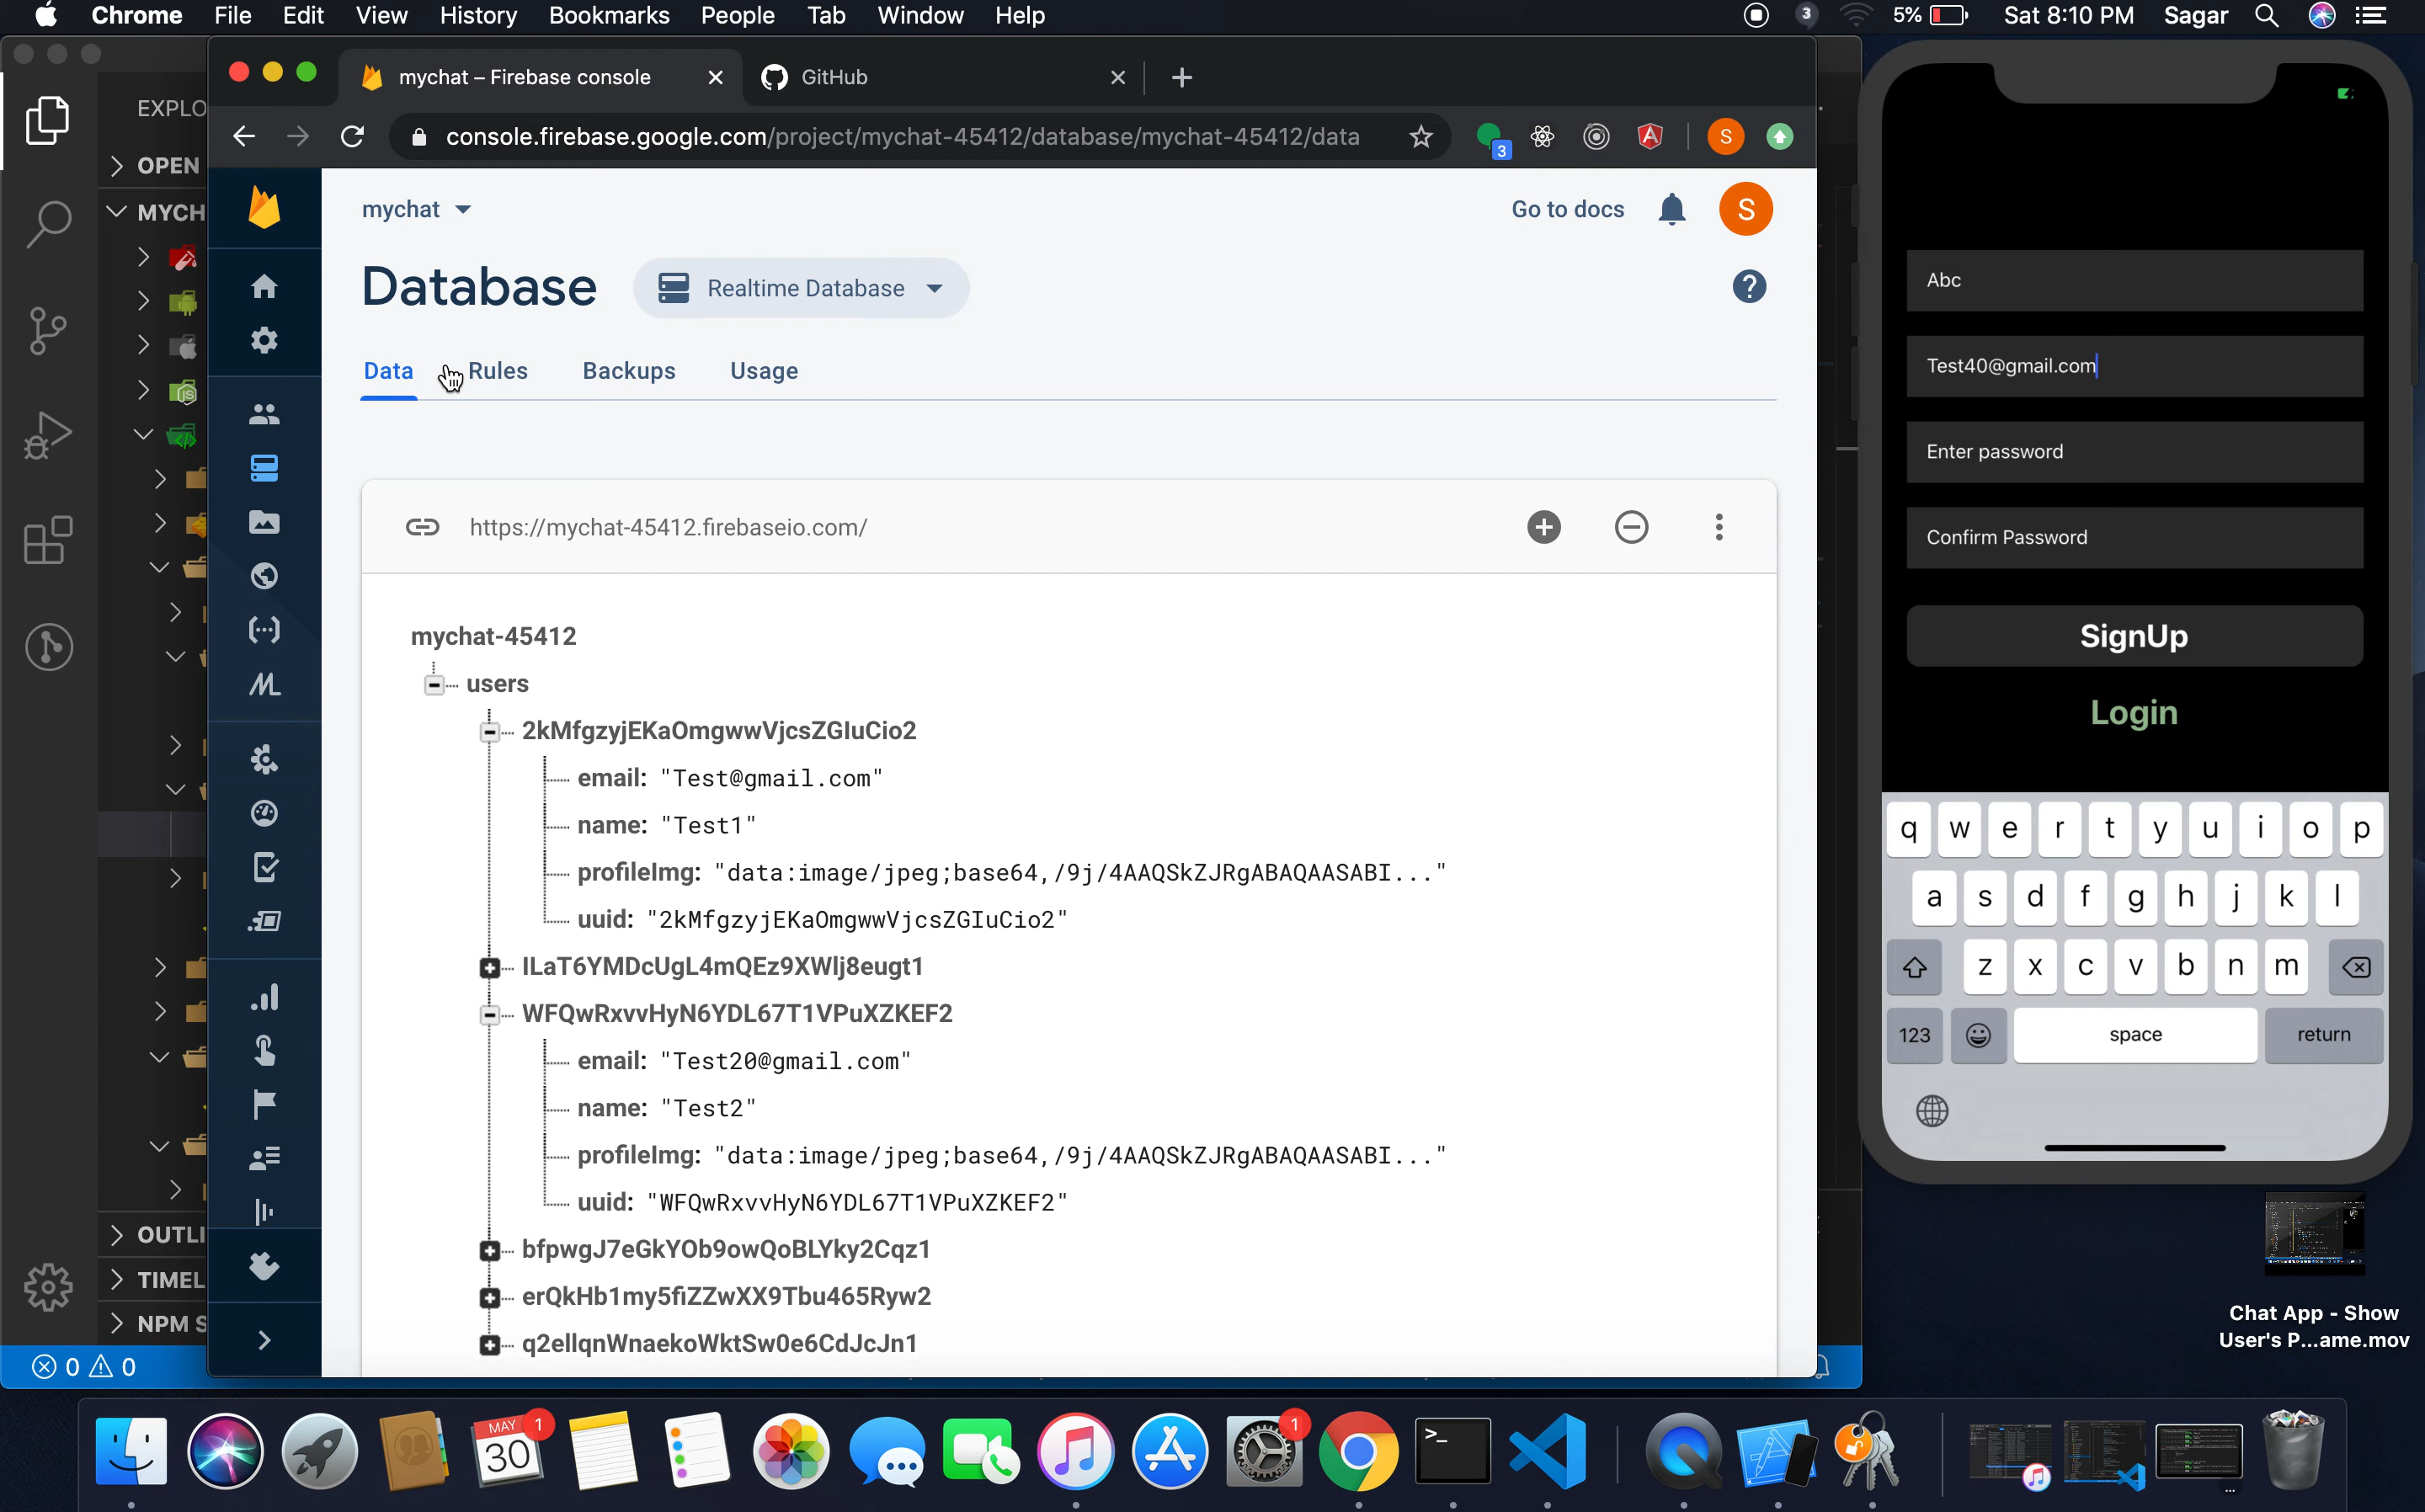 Chrome File Edit View History Bookmarks People Tab Window Help 3 5% Sat 8:10 PM Sagar
mychat – Firebase console
GitHub
console.firebase.google.com/project/mychat-45412/database/mychat-45412/data
3
S
EXPLO
OPEN
MYCH
OUTLI
TIMEL
NPM S
0 0
mychat
Go to docs
S
Database
Realtime Database
Data Rules Backups Usage
https://mychat-45412.firebaseio.com/
mychat-45412
users
2kMfgzyjEKaOmgwwVjcsZGIuCio2
email: "Test@gmail.com"
name: "Test1"
profileImg: "data:image/jpeg;base64,/9j/4AAQSkZJRgABAQAASABI..."
uuid: "2kMfgzyjEKaOmgwwVjcsZGIuCio2"
ILaT6YMDcUgL4mQEz9XWlj8eugt1
WFQwRxvvHyN6YDL67T1VPuXZKEF2
email: "Test20@gmail.com"
name: "Test2"
profileImg: "data:image/jpeg;base64,/9j/4AAQSkZJRgABAQAASABI..."
uuid: "WFQwRxvvHyN6YDL67T1VPuXZKEF2"
bfpwgJ7eGkYOb9owQoBLYky2Cqz1
erQkHb1my5fiZZwXX9Tbu465Ryw2
q2ellqnWnaekoWktSw0e6CdJcJn1
Abc
Test40@gmail.com
Enter password
Confirm Password
SignUp
Login
q w e r t y u i o p
a s d f g h j k l
z x c v b n m
123 space return
Chat App - Show
User's P...ame.mov
MAY
30
1
1